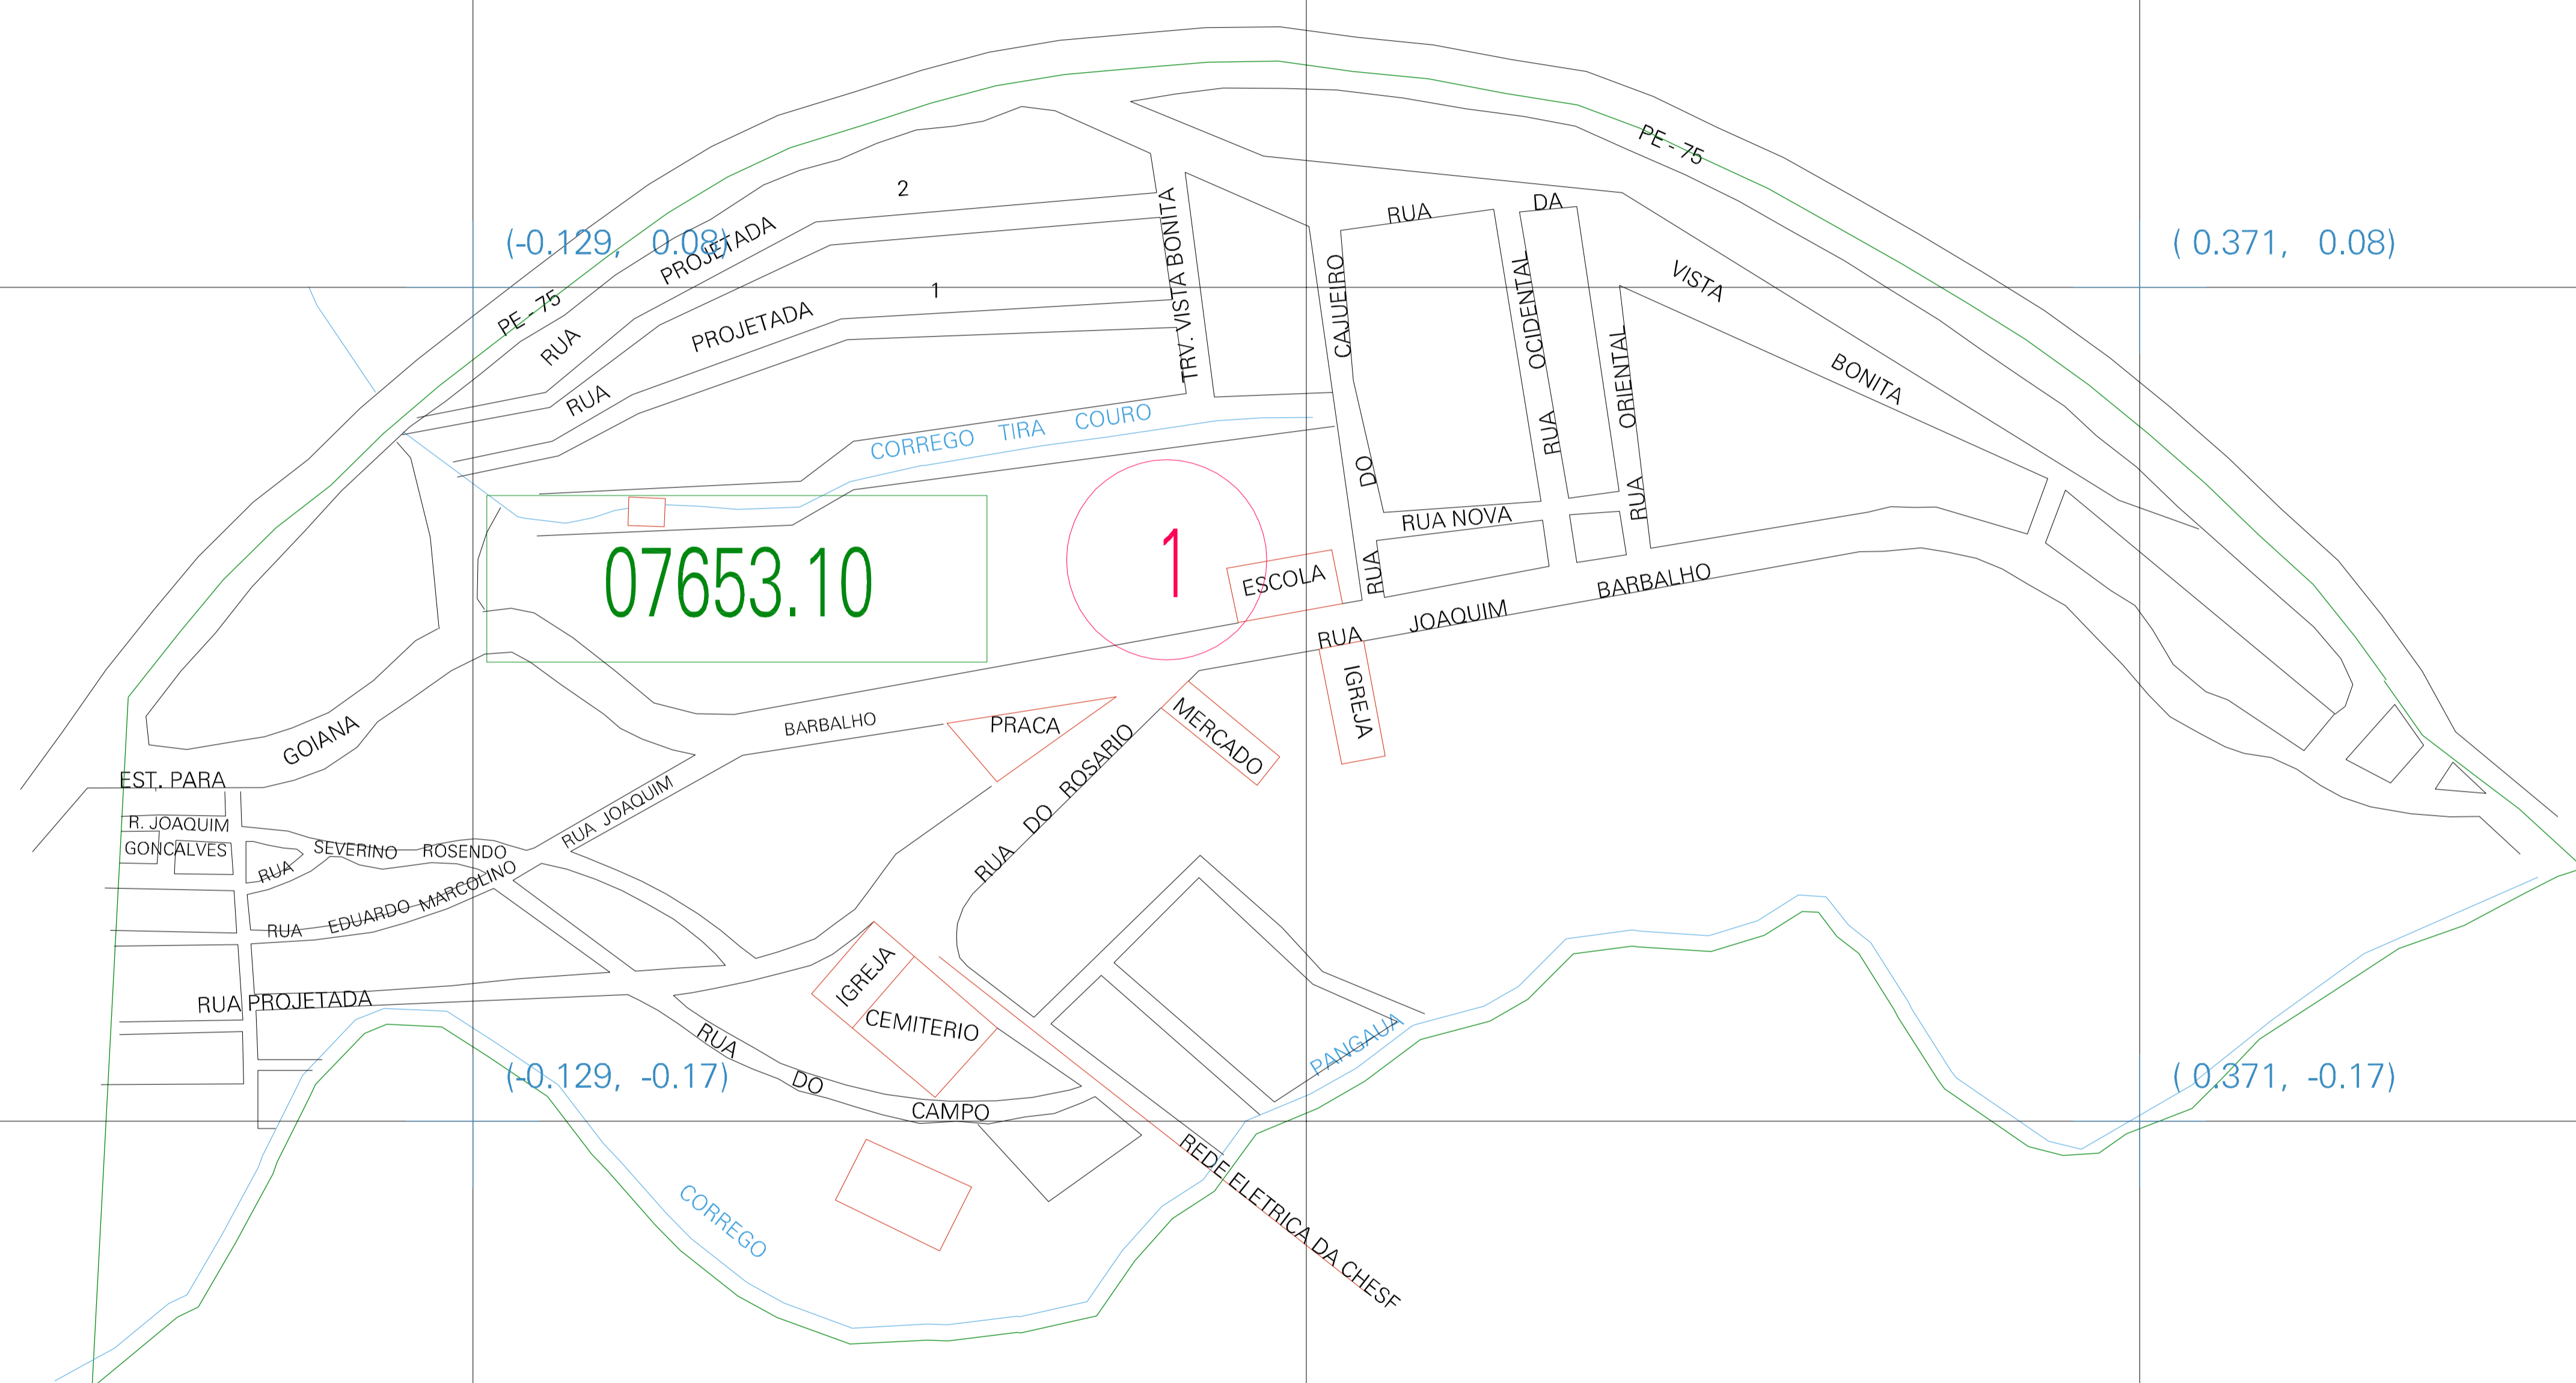 PE - 75
2
DA
RUA
TRV. VISTA BONITA
(-0.129, 0.08)
PROJETADA
( 0.371, 0.08)
VISTA
CAJUEIRO
OCIDENTAL
1
PE - 75
PROJETADA
RUA
ORIENTAL
BONITA
RUA
CORREGO TIRA COURO
RUA
DO
RUA
RUA NOVA
07653.10
1
ESCOLA
RUA
BARBALHO
JOAQUIM
RUA
IGREJA
BARBALHO
PRACA
MERCADO
GOIANA
EST. PARA
RUA DO ROSARIO
RUA JOAQUIM
R. JOAQUIM
GONCALVES
SEVERINO ROSENDO
RUA
EDUARDO MARCOLINO
RUA
IGREJA
RUA PROJETADA
CEMITERIO
RUA
DO
CAMPO
PANGAUA
(-0.129, -0.17)
( 0.371, -0.17)
REDE ELETRICA DA CHESF
CORREGO